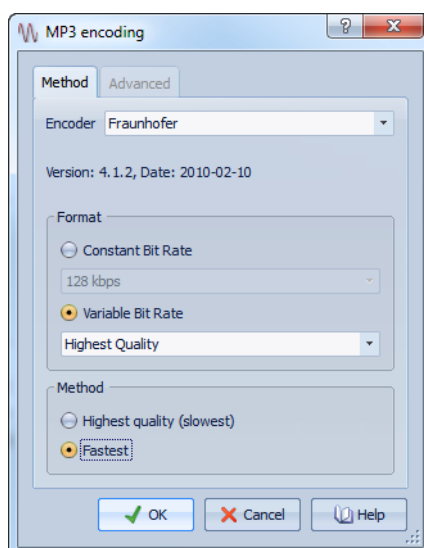 MP3 encoding
Method Advanced
Encoder Fraunhofer
Version: 4.1.2, Date: 2010-02-10
Format
Constant Bit Rate
128 kbps
Variable Bit Rate
Highest Quality
Method
Highest quality (slowest)
Fastest
OK Cancel Help